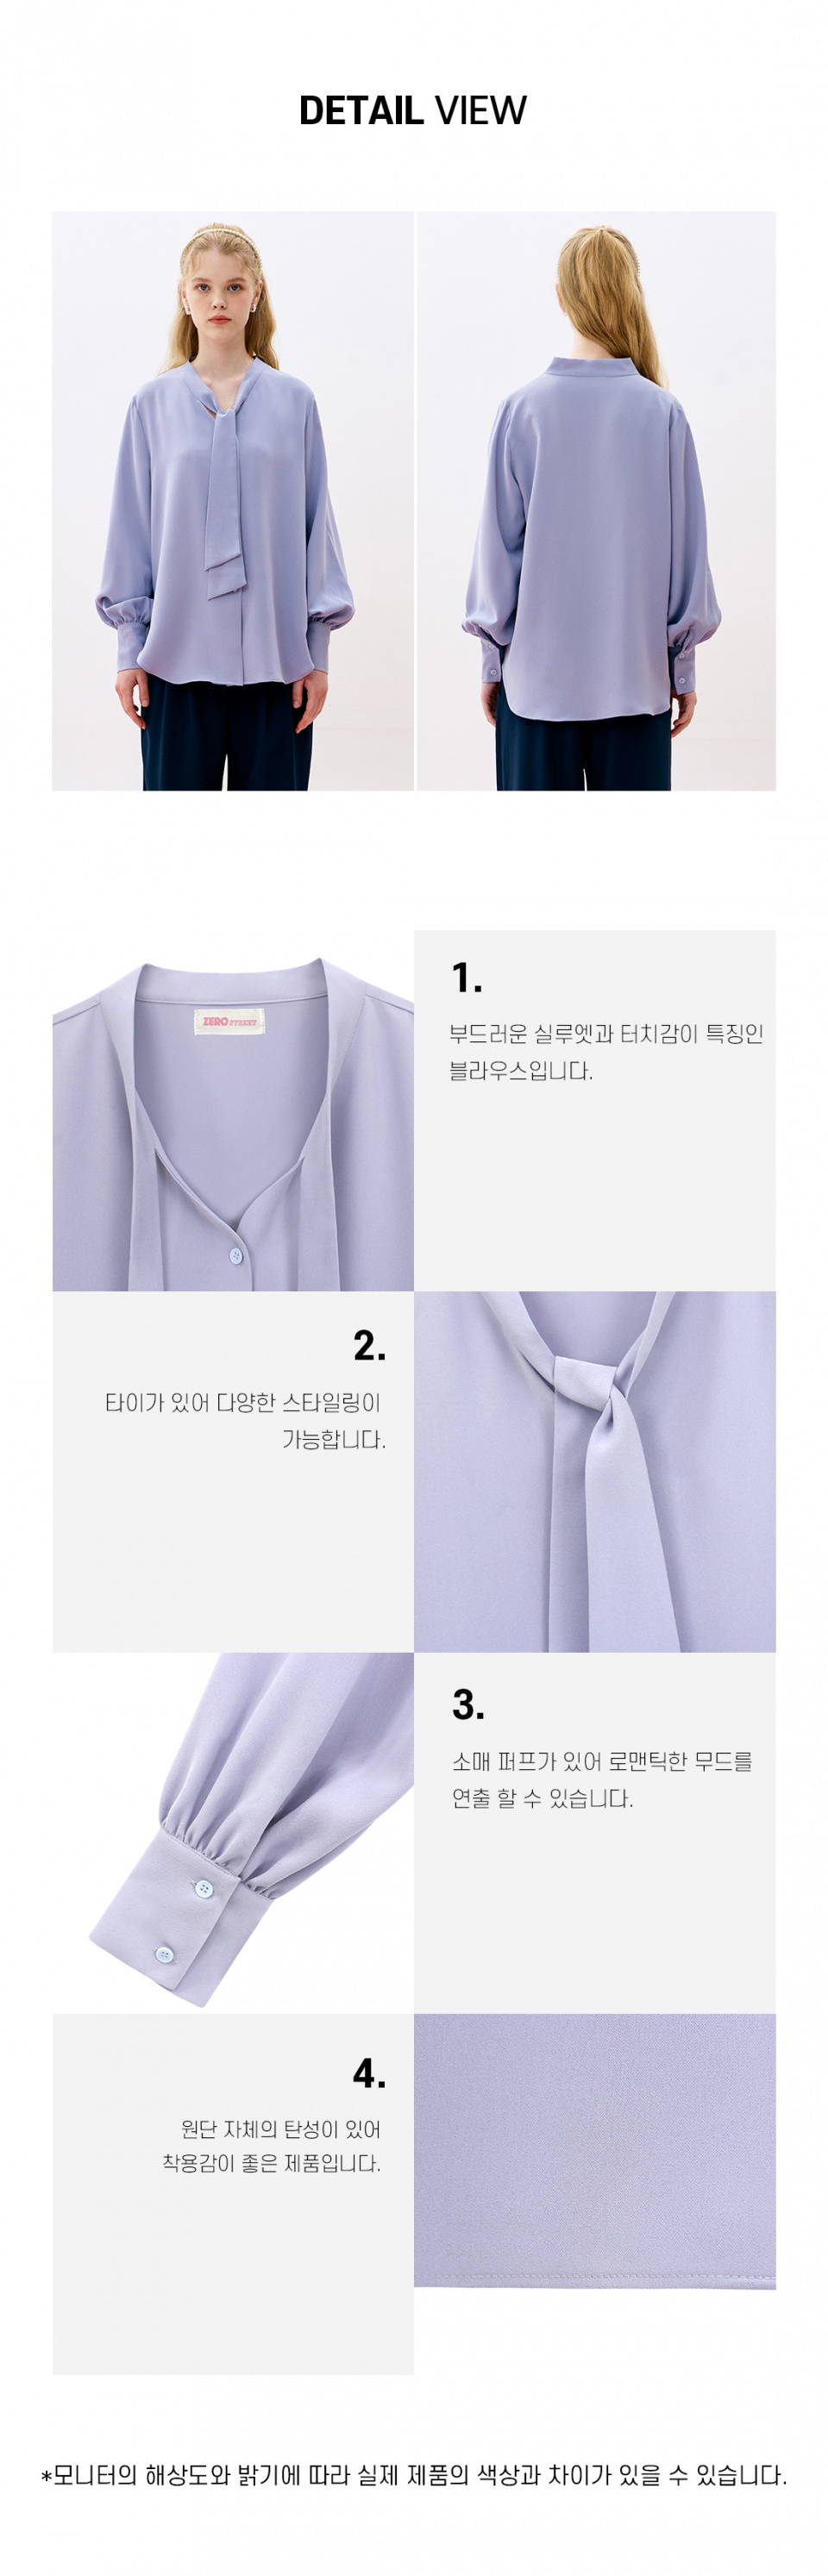 DETAIL VIEW
ZERO STREET
1.
부드러운 실루엣과 터치감이 특징인
블라우스입니다.
2.
타이가 있어 다양한 스타일링이
가능합니다.
3.
소매 퍼프가 있어 로맨틱한 무드를
연출 할 수 있습니다.
4.
원단 자체의 탄성이 있어
착용감이 좋은 제품입니다.
*모니터의 해상도와 밝기에 따라 실제 제품의 색상과 차이가 있을 수 있습니다.